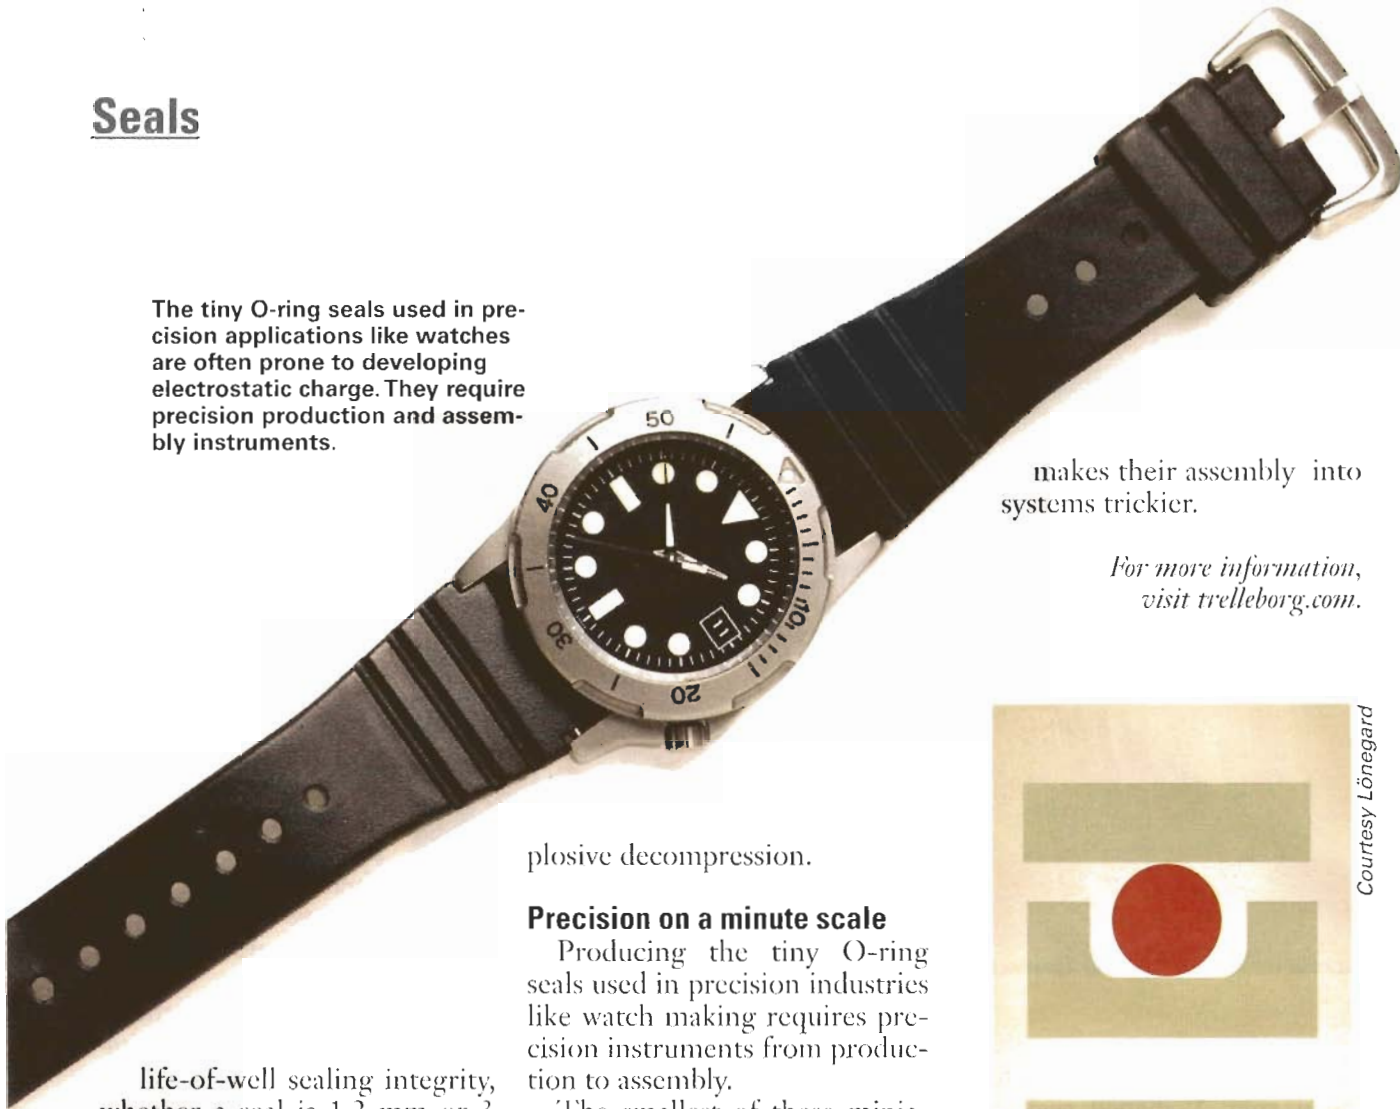 Seals
The tiny O-ring seals used in pre-
cision applications like watches
are often prone to developing
electrostatic charge. They require
precision production and assem-
bly instruments.
50
40
30
20
10
life-of-well sealing integrity,
plosive decompression.
Precision on a minute scale
Producing the tiny O-ring
seals used in precision industries
like watch making requires pre-
cision instruments from produc-
tion to assembly.
makes their assembly into
systems trickier.
For more information,
visit trelleborg.com.
Courtesy Lönegard